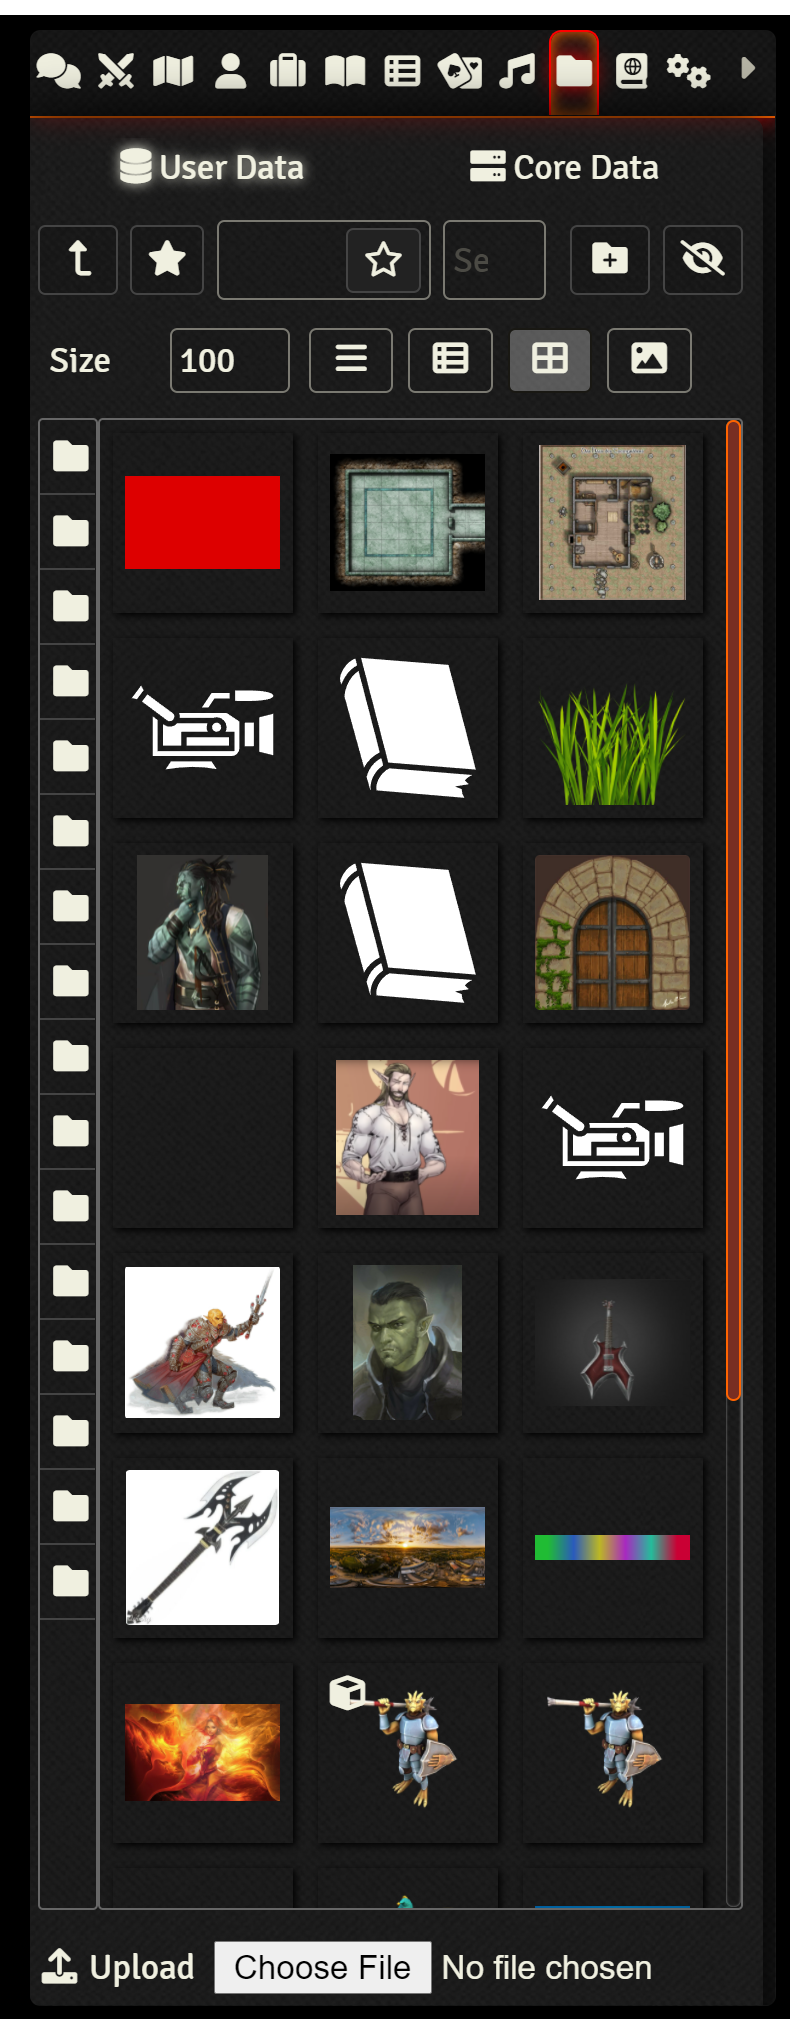 User Data
Core Data
Se
Size
100
Upload
Choose File
No file chosen